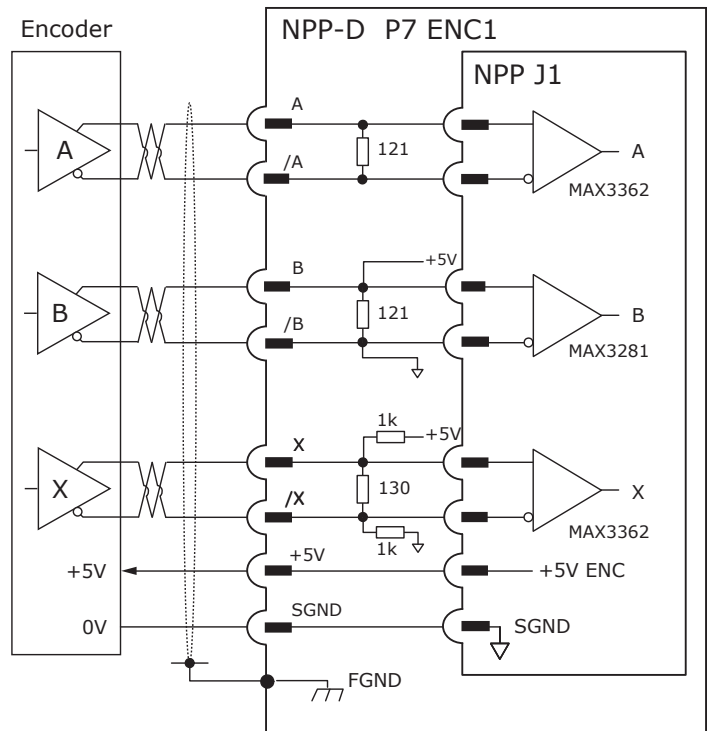 Encoder
NPP-D P7 ENC1
NPP J1
A
A
121
/A
A
MAX3362
B
B
+5V
121
/B
B
MAX3281
X
X
1k
+5V
130
/X
1k
X
MAX3362
+5V
+5V
+5V ENC
0V
SGND
SGND
FGND